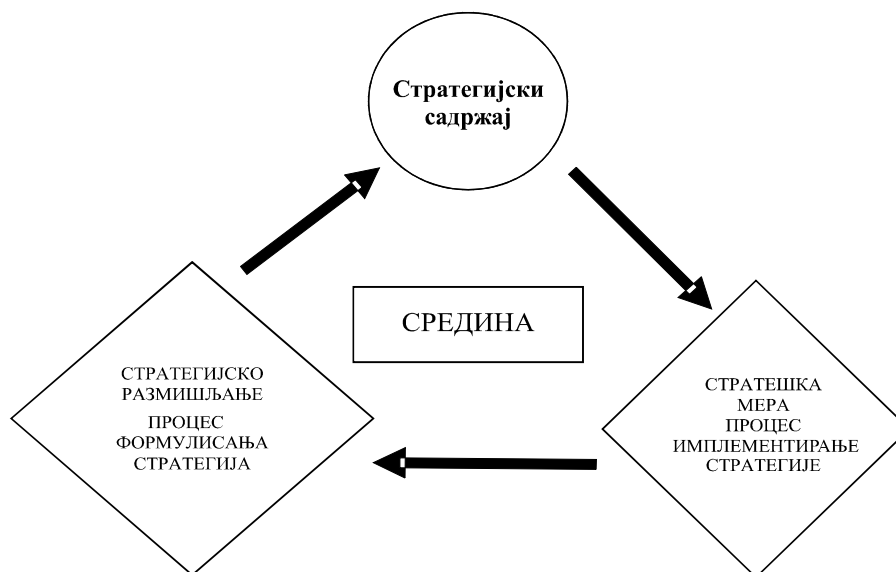 Стратегијски
садржај
СРЕДИНА
СТРАТЕГИЈСКО
РАЗМИШЉАЊЕ
ПРОЦЕС
ФОРМУЛИСАЊА
СТРАТЕГИЈА
СТРАТЕШКА
МЕРА
ПРОЦЕС
ИМПЛЕМЕНТИРАЊЕ
СТРАТЕГИЈЕ